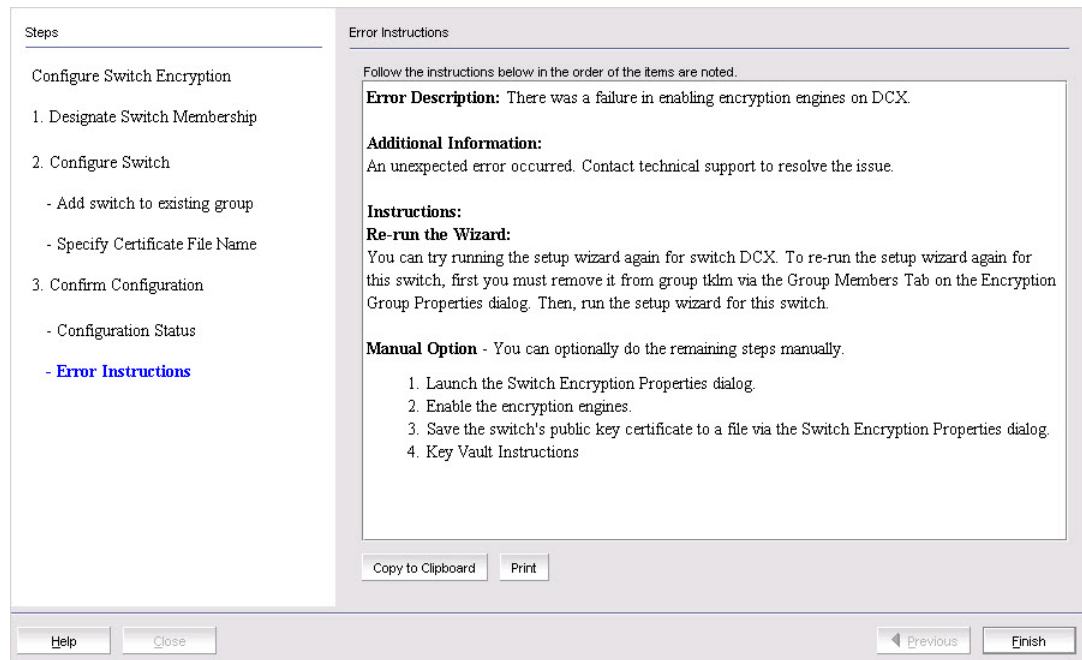 Steps
Configure Switch Encryption
1. Designate Switch Membership
2. Configure Switch
- Add switch to existing group
- Specify Certificate File Name
3. Confirm Configuration
- Configuration Status
- Error Instructions
Error Instructions
Follow the instructions below in the order of the items are noted.
Error Description: There was a failure in enabling encryption engines on DCX.
Additional Information:
An unexpected error occurred. Contact technical support to resolve the issue.
Instructions:
Re-run the Wizard:
You can try running the setup wizard again for switch DCX. To re-run the setup wizard again for
this switch, first you must remove it from group tklm via the Group Members Tab on the Encryption
Group Properties dialog. Then, run the setup wizard for this switch.
Manual Option - You can optionally do the remaining steps manually.
1. Launch the Switch Encryption Properties dialog.
2. Enable the encryption engines.
3. Save the switch's public key certificate to a file via the Switch Encryption Properties dialog.
4. Key Vault Instructions
Copy to Clipboard Print
Help Close Previous Finish